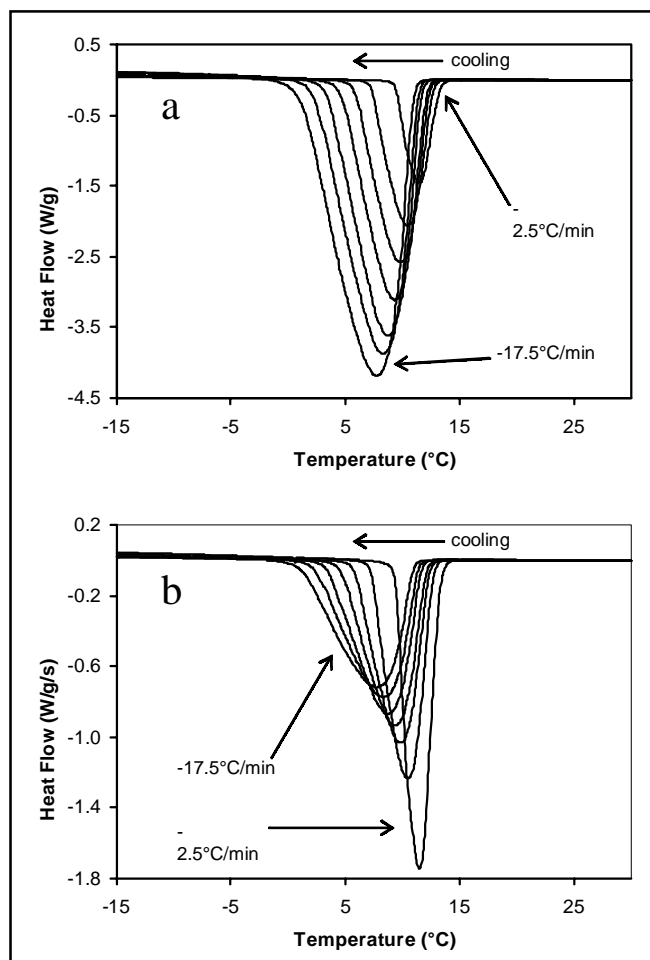 0.5
cooling
a
-0.5
-1.5
-
2.5°C/min
-2.5
-3.5
-17.5°C/min
-4.5
-15 -5 5 15 25
Heat Flow (W/g)
Temperature (°C)
0.2
cooling
b
-0.2
-0.6
-1.0
-17.5°C/min
-1.4
-
2.5°C/min
-1.8
-15 -5 5 15 25
Heat Flow (W/g/s)
Temperature (°C)